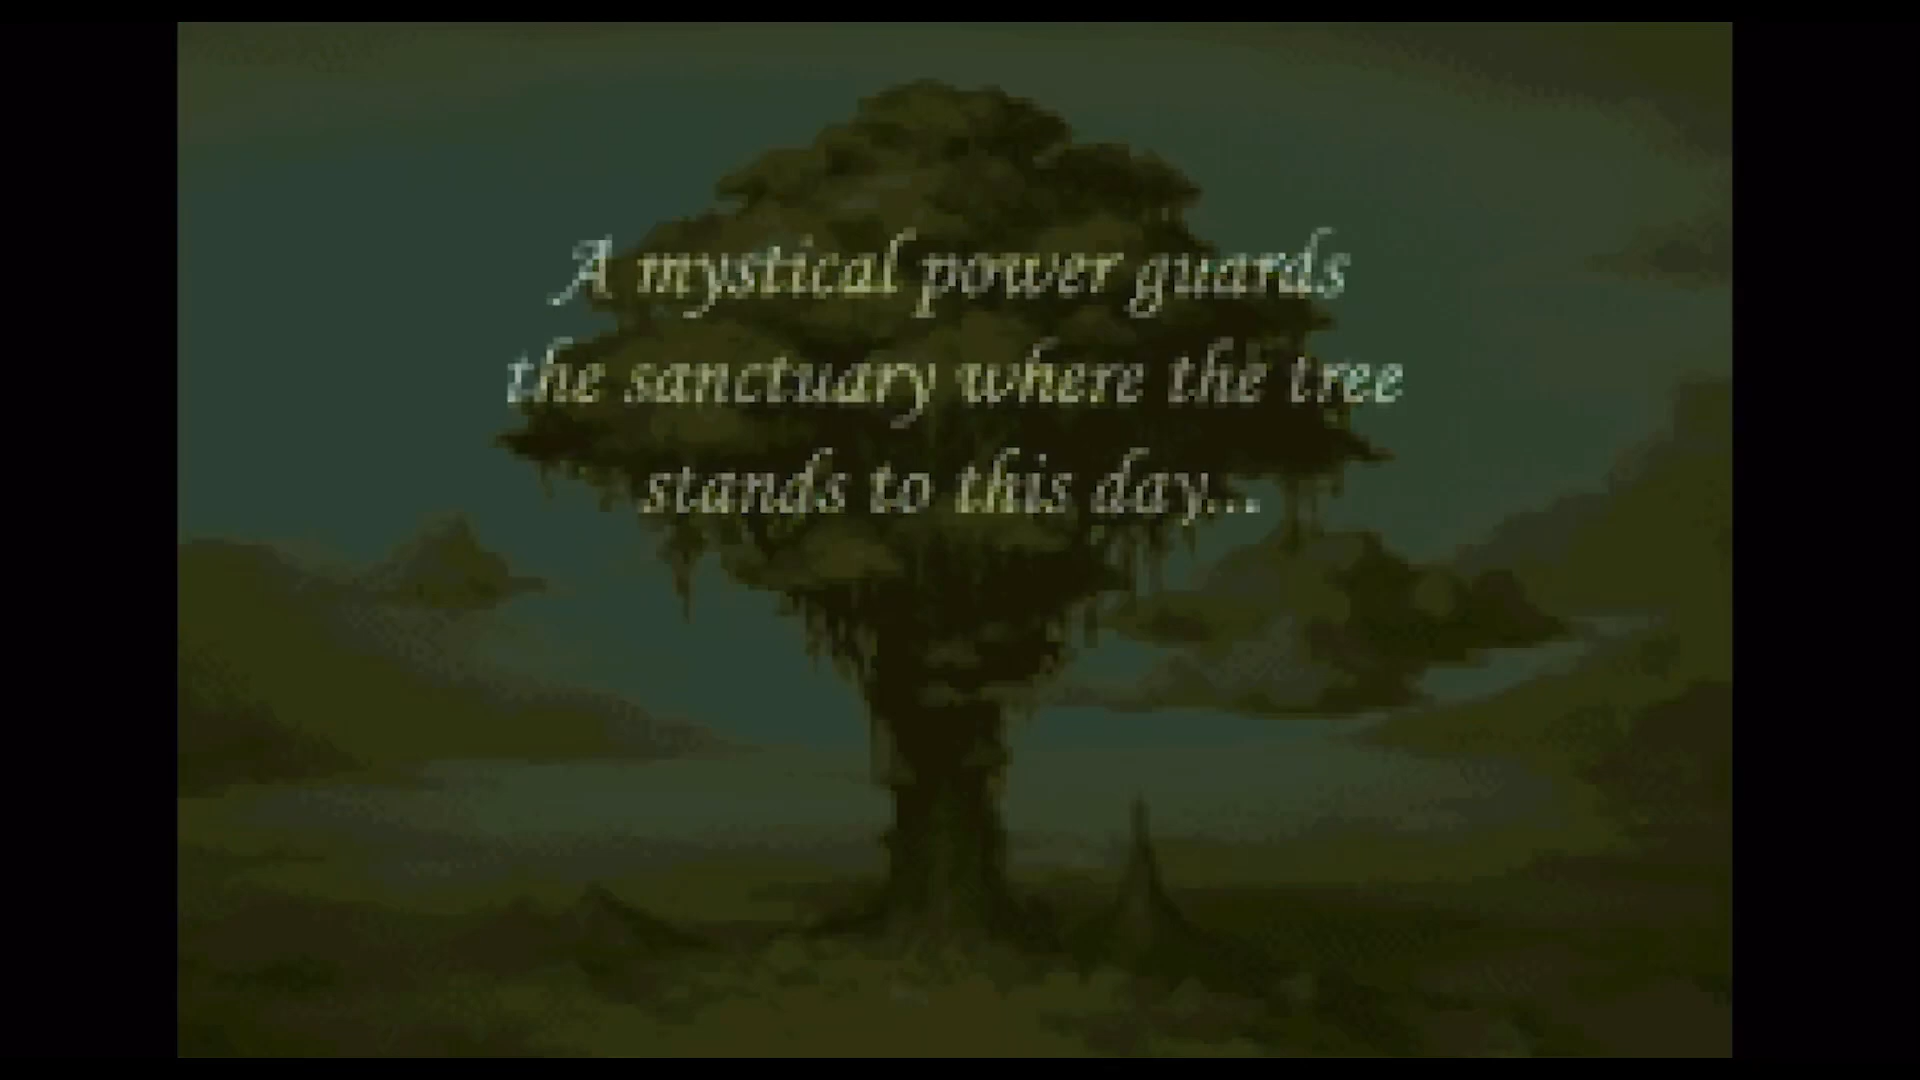 A mystical power guards
the sanctuary where the tree
stands to this day...